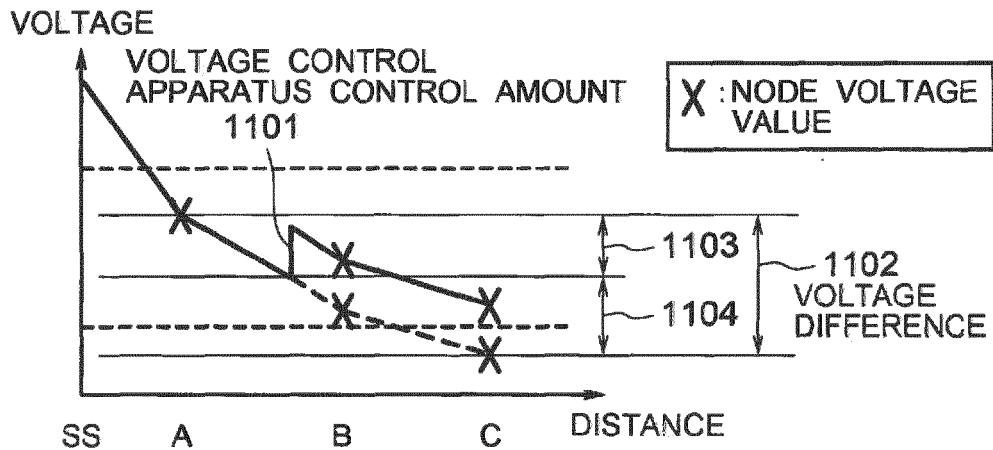 VOLTAGE
VOLTAGE CONTROL
APPARATUS CONTROL AMOUNT
1101
X : NODE VOLTAGE
VALUE
1103
1102
VOLTAGE
DIFFERENCE
1104
SS A B C DISTANCE